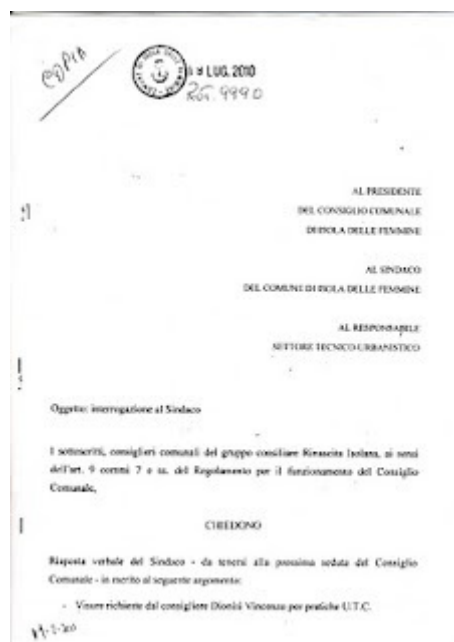 COPIA
LUG. 2010
9990
AL PRESIDENTE
DEL CONSIGLIO COMUNALE
DI ISOLA DELLE FEMMINE
AL SINDACO
DEL COMUNE DI ISOLA DELLE FEMMINE
AL RESPONSABILE
SETTORE TECNICO URBANISTICO
Oggetto: interrogazione al Sindaco
I sottoscritti, consiglieri comunali del gruppo consiliare Rinascita Isolana, ai sensi
dell'art. 9 commi 7 e ss. del Regolamento per il funzionamento del Consiglio
Comunale,
CHIEDONO
Risposta verbale del Sindaco - da tenersi alla prossima seduta del Consiglio
Comunale - in merito al seguente argomento:
- Visure richieste dal consigliere Dionisi Vincenzo per pratiche U.T.C.